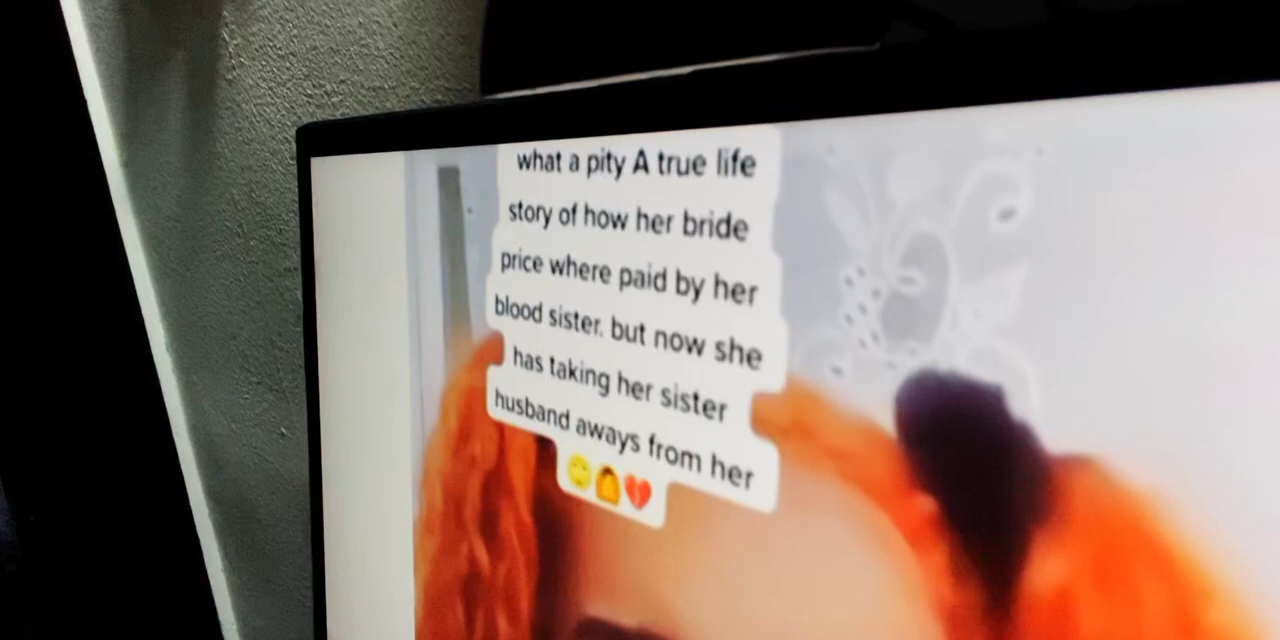 what a pity A true life
story of how her bride
price where paid by her
blood sister. but now she
has taking her sister
husband aways from her